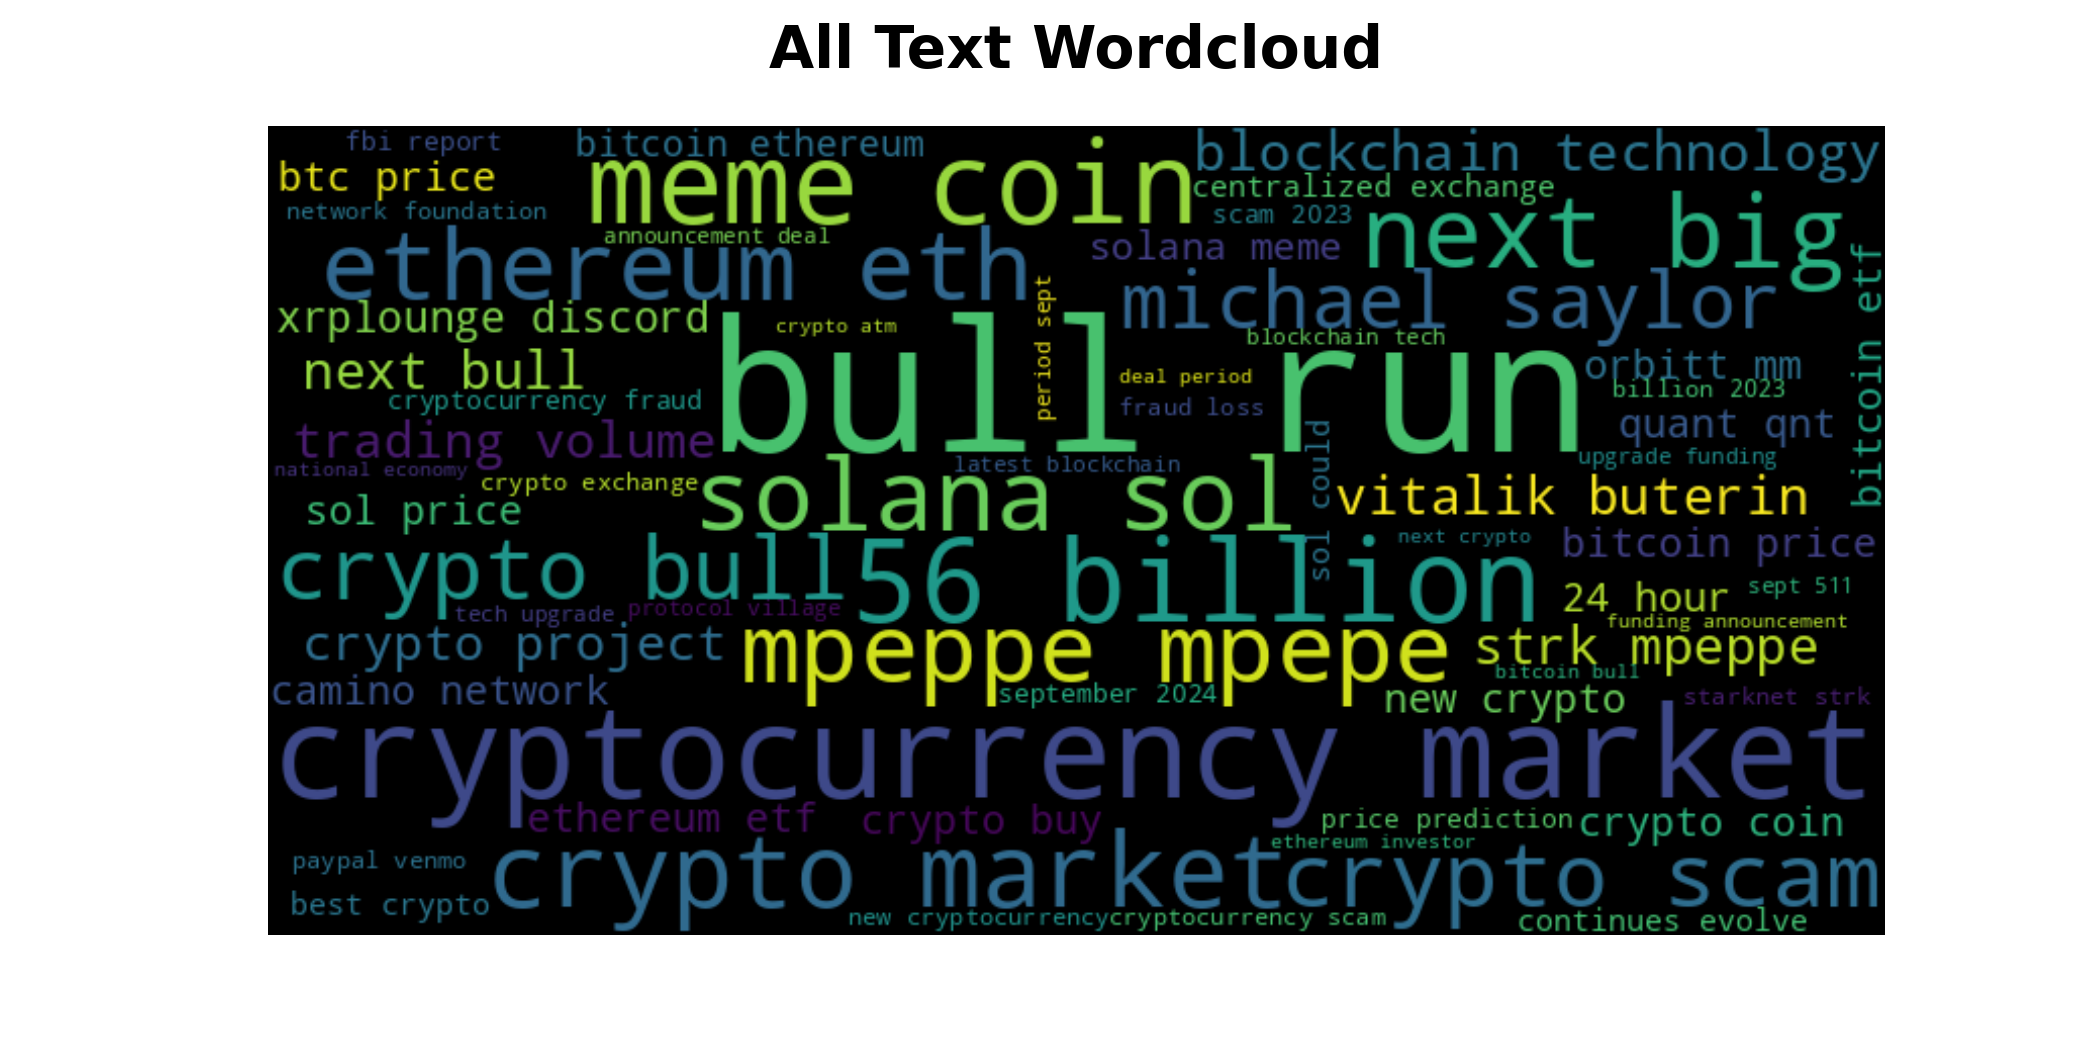 All Text Wordcloud
fbi report
bitcoin ethereum
blockchain technology
btc price
meme coin
centralized exchange
network foundation
scam 2023
next big
announcement deal
solana meme
ethereum eth
bitcoin etf
michael saylor
period sept
xrplounge discord
crypto atm
blockchain tech
bull run
next bull
orbitt mm
deal period
billion 2023
cryptocurrency fraud
fraud loss
quant qnt
trading volume
sol could
upgrade funding
national economy
latest blockchain
crypto exchange
solana sol
vitalik buterin
sol price
next crypto
bitcoin price
crypto bull
56 billion
24 hour
sept 511
tech upgrade
protocol village
funding announcement
crypto project
mpeppe mpepe
strk mpeppe
bitcoin bull
camino network
september 2024
new crypto
starknet strk
cryptocurrency market
ethereum etf
crypto buy
price prediction
crypto coin
ethereum investor
paypal venmo
crypto market
crypto scam
best crypto
new cryptocurrency
cryptocurrency scam
continues evolve